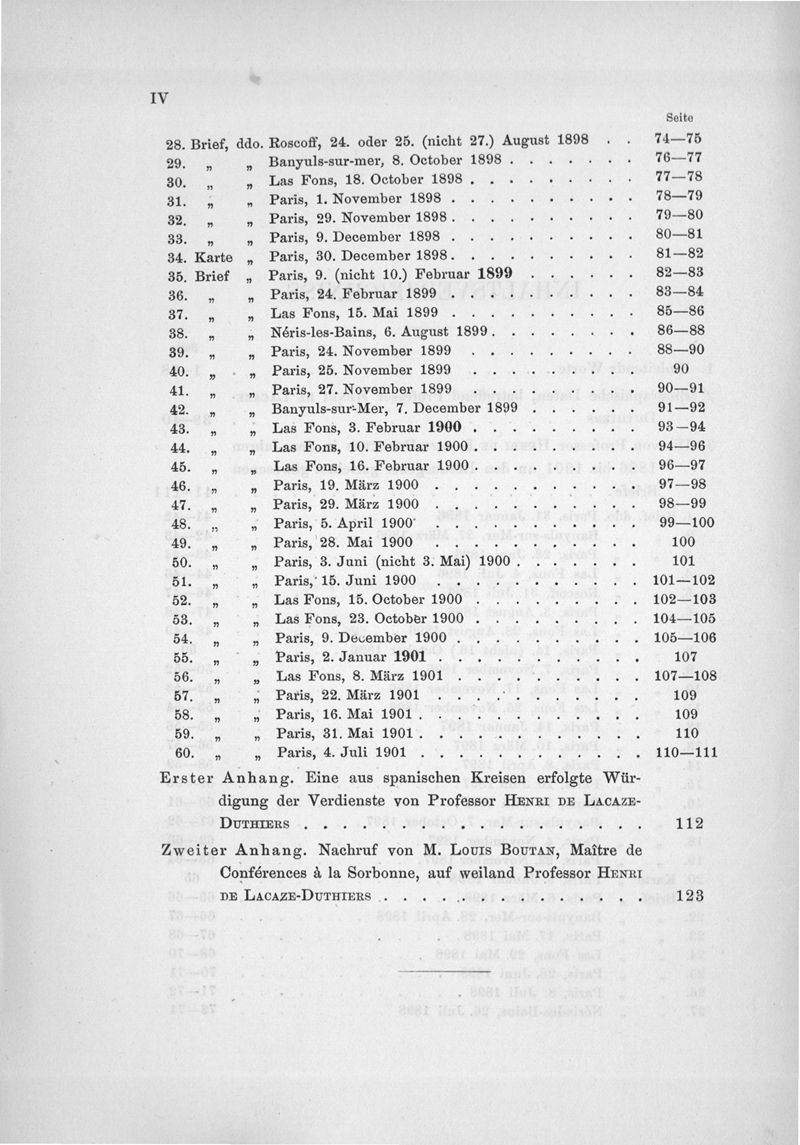 IV
Seite
28. Brief, ddo. Roscoff, 24. oder 25. (nicht 27.) August 1898 . . 74—75
29. „ „ Banyuls-sur-mer, 8. October 1898 . . . . . . . 76—77
30. „ „ Las Fons, 18. October 1898 . . . . . . . . . 77—78
31. „ „ Paris, 1. November 1898 . . . . . . . . . . 78—79
32. „ „ Paris, 29. November 1898 . . . . . . . . . . 79—80
33. „ „ Paris, 9. December 1898 . . . . . . . . . . 80—81
34. Karte „ Paris, 30. December 1898 . . . . . . . . . . 81—82
35. Brief „ Paris, 9. (nicht 10.) Februar 1899 . . . . . . 82—83
36. „ „ Paris, 24. Februar 1899 . . . . . . . . . . 83—84
37. „ „ Las Fons, 15. Mai 1899 . . . . . . . . . . 85—86
38. „ „ Néris-les-Bains, 6. August 1899 . . . . . . . . 86—88
39. „ „ Paris, 24. November 1899 . . . . . . . . . 88—90
40. „ „ Paris, 25. November 1899 . . . . . . . . . 90
41. „ „ Paris, 27. November 1899 . . . . . . . . . 90—91
42. „ „ Banyuls-sur-Mer, 7. December 1899 . . . . . . 91—92
43. „ „ Las Fons, 3. Februar 1900 . . . . . . . . . 93—94
44. „ „ Las Fons, 10. Februar 1900 . . . . . . . . . 94—96
45. „ „ Las Fons, 16. Februar 1900 . . . . . . . . . 96—97
46. „ „ Paris, 19. März 1900 . . . . . . . . . . . 97—98
47. „ „ Paris, 29. März 1900 . . . . . . . . . . . 98—99
48. „ „ Paris, 5. April 1900 . . . . . . . . . . . 99—100
49. „ „ Paris, 28. Mai 1900 . . . . . . . . . . . 100
50. „ „ Paris, 3. Juni (nicht 3. Mai) 1900 . . . . . . . 101
51. „ „ Paris, 15. Juni 1900 . . . . . . . . . . . 101—102
52. „ „ Las Fons, 15. October 1900 . . . . . . . . . 102—103
53. „ „ Las Fons, 23. October 1900 . . . . . . . . . 104—105
54. „ „ Paris, 9. December 1900 . . . . . . . . . . 105—106
55. „ „ Paris, 2. Januar 1901 . . . . . . . . . . . 107
56. „ „ Las Fons, 8. März 1901 . . . . . . . . . . 107—108
57. „ „ Paris, 22. März 1901 . . . . . . . . . . . 109
58. „ „ Paris, 16. Mai 1901 . . . . . . . . . . . . 109
59. „ „ Paris, 31. Mai 1901 . . . . . . . . . . . . 110
60. „ „ Paris, 4. Juli 1901 . . . . . . . . . . . . 110—111
Erster Anhang. Eine aus spanischen Kreisen erfolgte Wür-
digung der Verdienste von Professor HENRI DE LACAZE-
DUTHIERS . . . . . . . . . . . . . . . . . . 112
Zweiter Anhang. Nachruf von M. LOUIS BOUTAN, Maître de
Conférences à la Sorbonne, auf weiland Professor HENRI
DE LACAZE-DUTHIERS . . . . . . . . . . . . . . 123